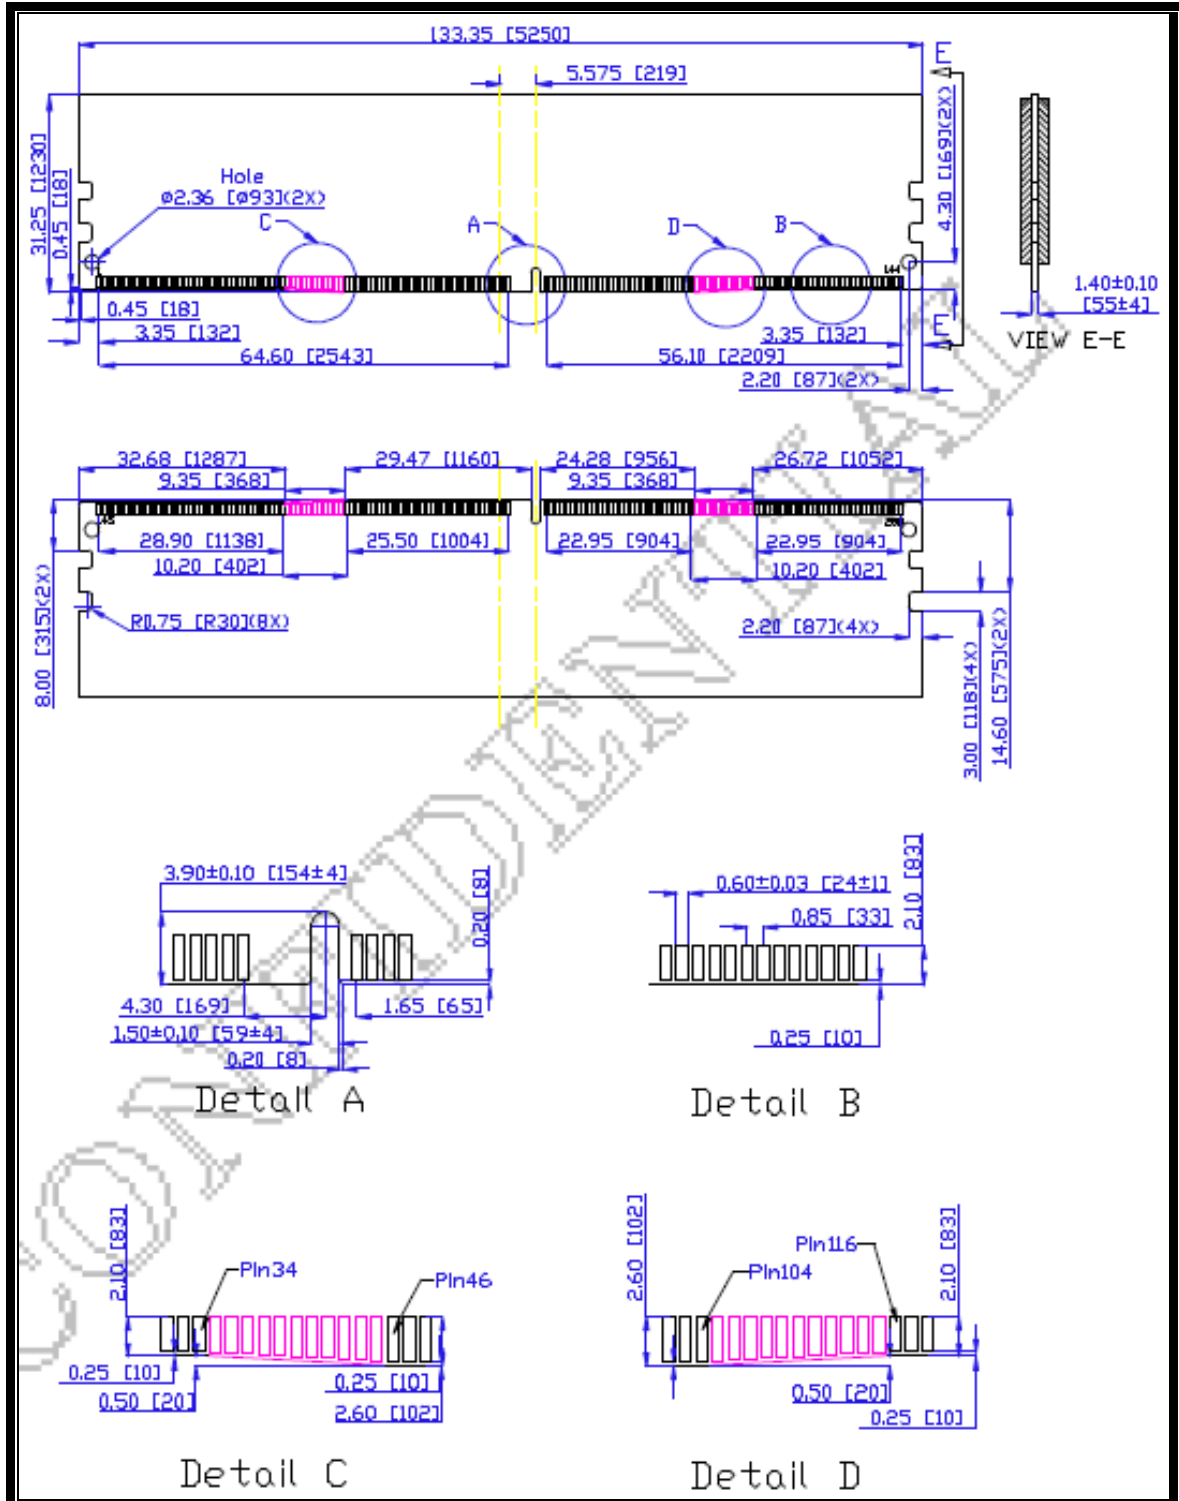 133.35 [5250]
5.575 [219]
E
4.30 [169](2X)
31.25 [1230]
0.45 [18]
Hole
ø2.36 [ø93](2X)
C
A
D
B
144
1.40±0.10
[55±4]
0.45 [18]
3.35 [132]
3.35 [132]
E
VIEW E-E
64.60 [2543]
56.10 [2209]
2.20 [87](2X)
32.68 [1287]
29.47 [1160]
24.28 [956]
26.72 [1052]
9.35 [368]
9.35 [368]
28.90 [1138]
25.50 [1004]
22.95 [904]
22.95 [904]
10.20 [402]
10.20 [402]
8.00 [315](2X)
R0.75 [R30](8X)
2.20 [87](4X)
3.00 [118](4X)
14.60 [575](2X)
3.90±0.10 [154±4]
0.20 [8]
0.60±0.03 [24±1]
0.85 [33]
2.10 [83]
4.30 [169]
1.65 [65]
1.50±0.10 [59±4]
0.20 [8]
0.25 [10]
Detail A
Detail B
2.10 [83]
Pin34
Pin46
0.25 [10]
0.50 [20]
0.25 [10]
2.60 [102]
2.60 [102]
Pin116
Pin104
2.10 [83]
0.50 [20]
0.25 [10]
Detail C
Detail D
CONFIDENTIAL